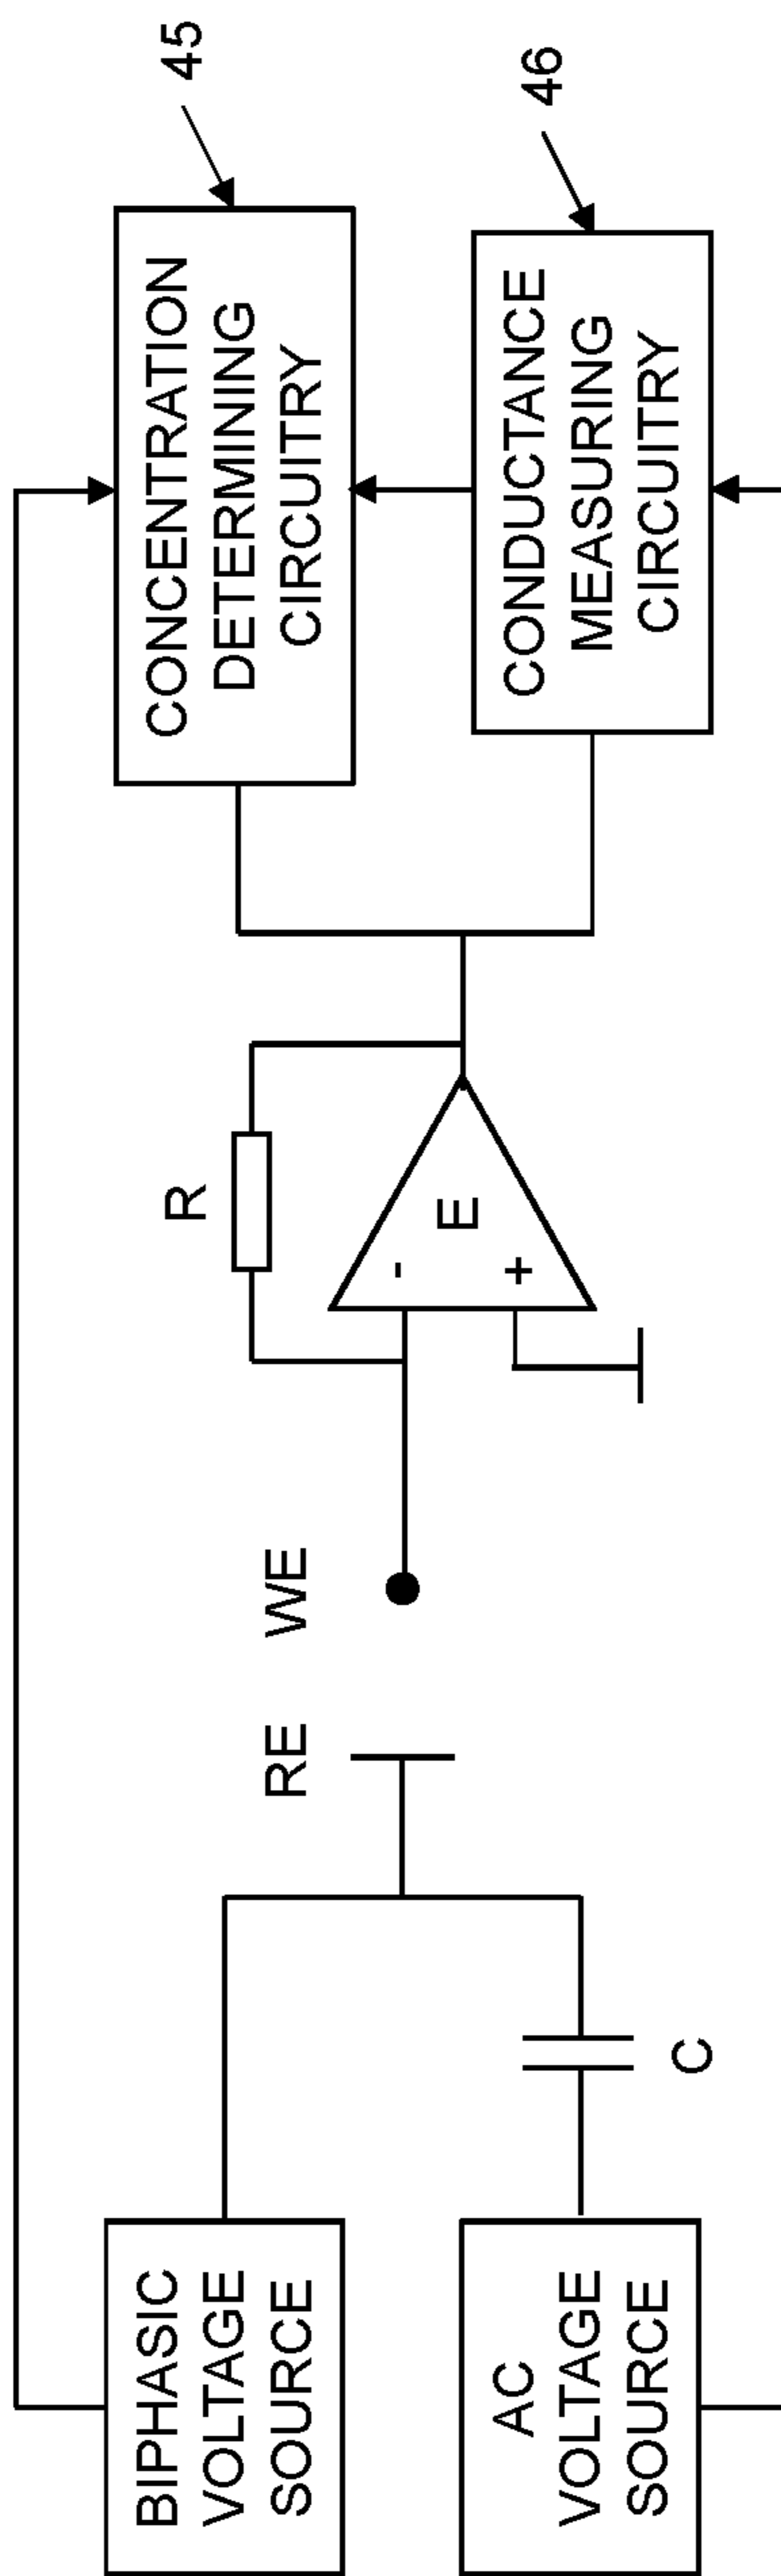 BIPHASIC
VOLTAGE
SOURCE
AC
VOLTAGE
SOURCE
C
RE
WE
R
-
E
+
CONCENTRATION
DETERMINING
CIRCUITRY
45
CONDUCTANCE
MEASURING
CIRCUITRY
46